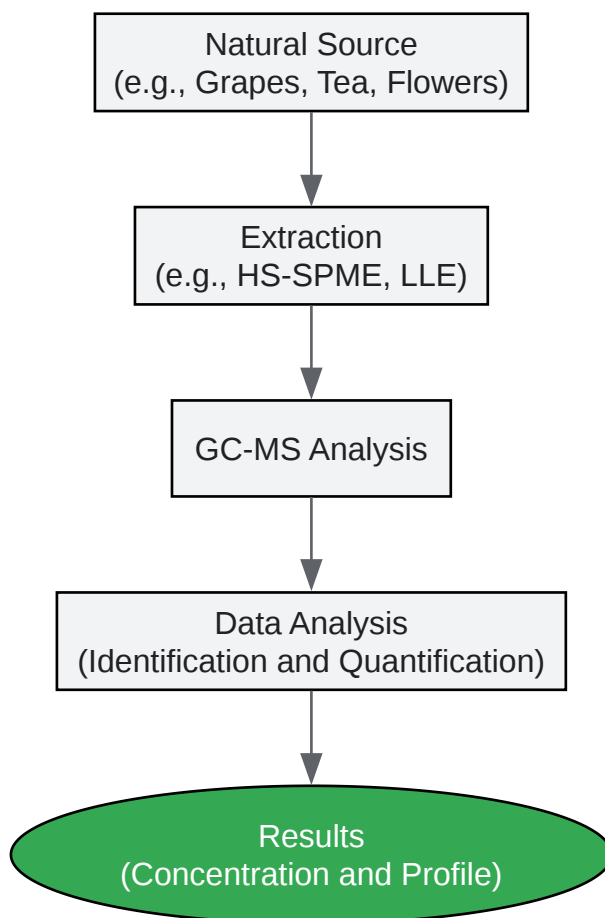 Natural Source
(e.g., Grapes, Tea, Flowers)
Extraction
(e.g., HS-SPME, LLE)
GC-MS Analysis
Data Analysis
(Identification and Quantification)
Results
(Concentration and Profile)